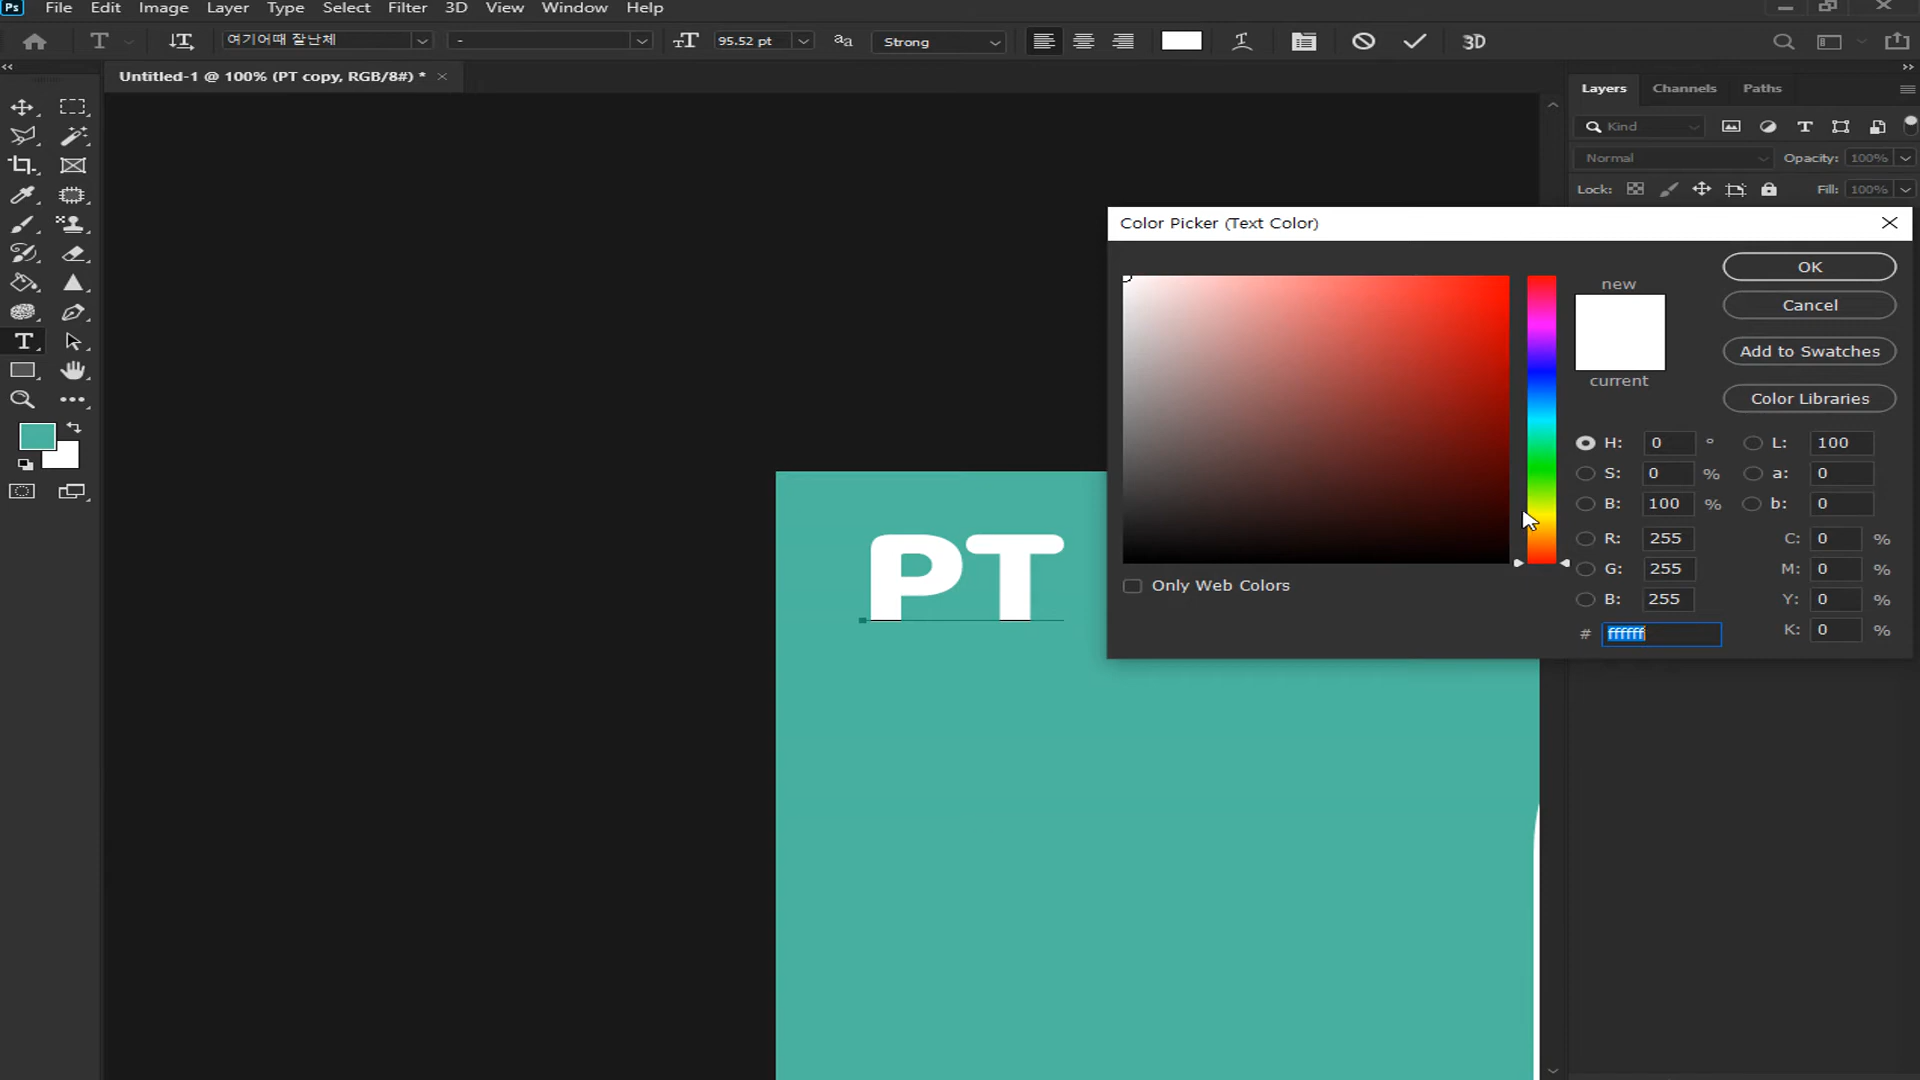 Ps File Edit Image Layer Type Select Filter 3D View Window Help
T 여기어때 잘난체 - 95.52 pt Strong 3D
Untitled-1 @ 100% (PT copy, RGB/8#) *
Layers Channels Paths
Kind
Normal Opacity: 100%
Lock: Fill: 100%
Color Picker (Text Color)
new
current
OK
Cancel
Add to Swatches
Color Libraries
H: 0 ° L: 100
S: 0 % a: 0
B: 100 % b: 0
R: 255 C: 0 %
G: 255 M: 0 %
B: 255 Y: 0 %
# ffffff K: 0 %
Only Web Colors
PT